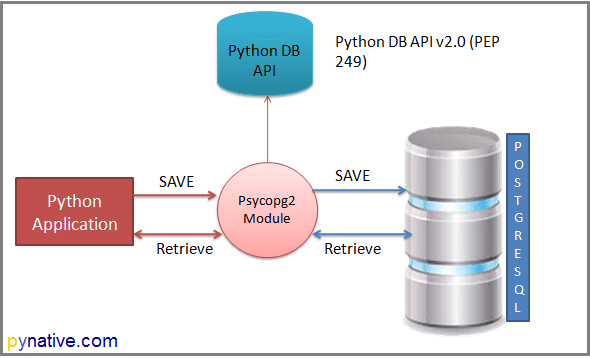 Python DB
API
Python DB API v2.0 (PEP
249)
Python
Application
SAVE
Retrieve
Psycopg2
Module
SAVE
Retrieve
POSTGRESQL
pynative.com